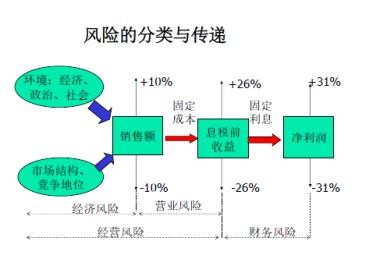 风险的分类与传递
环境：经济、
政治、社会
+10%
+26%
+31%
固定
成本
固定
利息
销售额
息税前
收益
净利润
市场结构、
竞争地位
-10%
-26%
-31%
经济风险
营业风险
经营风险
财务风险